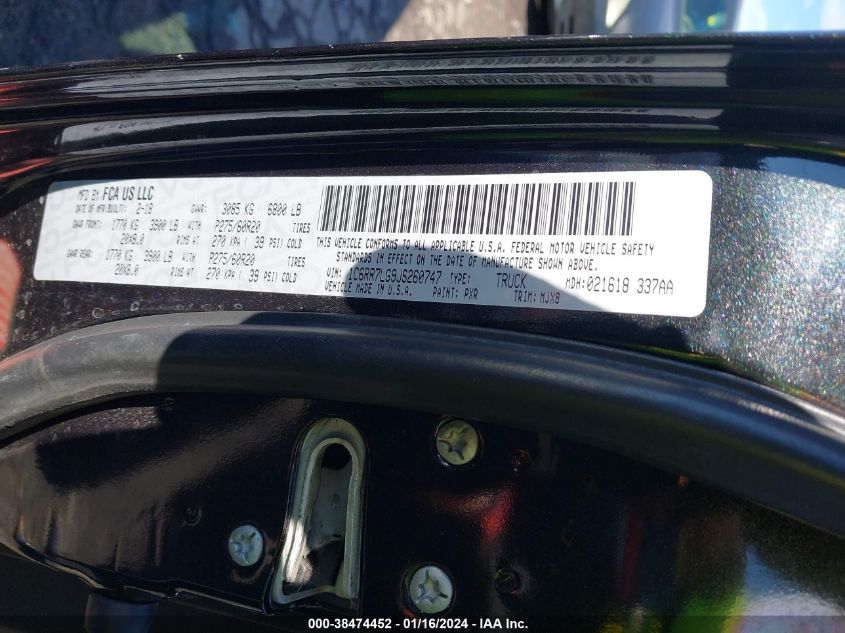 MFD BY FCA US LLC
DATE OF MFR(BUILT): 2-18 GVWR: 3085 KG 6800 LB
GAWR FRONT: 1770 KG 3900 LB WITH P275/60R20 TIRES
20X8.0 RIMS AT 270 KPA ( 39 PSI) COLD
GAWR REAR: 1770 KG 3900 LB WITH P275/60R20 TIRES
20X8.0 RIMS AT 270 KPA ( 39 PSI) COLD
THIS VEHICLE CONFORMS TO ALL APPLICABLE U.S.A. FEDERAL MOTOR VEHICLE SAFETY
STANDARDS IN EFFECT ON THE DATE OF MANUFACTURE SHOWN ABOVE.
VIN: 1C6RR7LG9JS260747 TYPE: TRUCK MDH:021618 337AA
VEHICLE MADE IN U.S.A. PAINT: PXR TRIM: MJX8
000-38474452 - 01/16/2024 - IAA Inc.